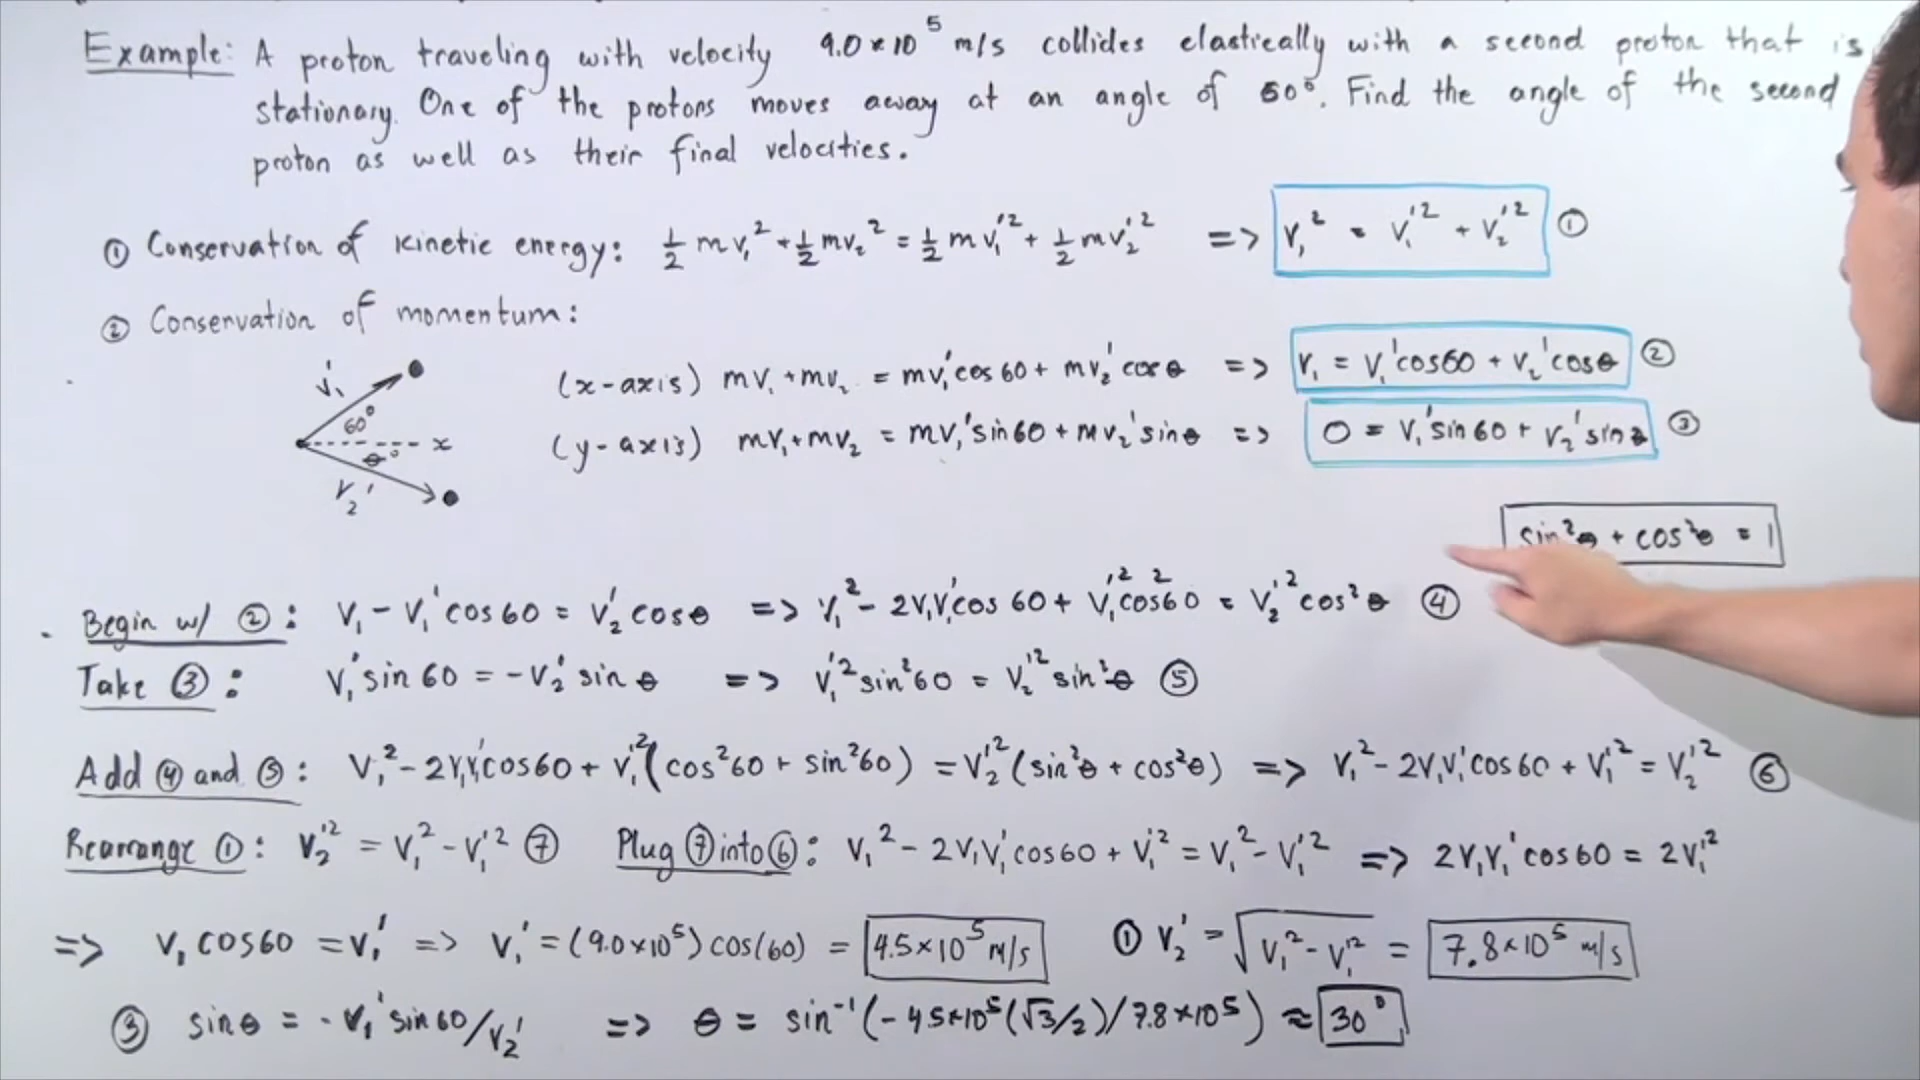 Example: A proton traveling with velocity 9.0×10⁵ m/s collides elastically with a second proton that is
stationary. One of the protons moves away at an angle of 60°. Find the angle of the second
proton as well as their final velocities.
① Conservation of kinetic energy: ½mv₁² + ½mv₂² = ½mv₁'² + ½mv₂'² => v₁² = v₁'² + v₂'² ①
② Conservation of momentum:
v₁'
60°
x
θ°
v₂'
(x-axis) mv₁ + mv₂ = mv₁'cos60 + mv₂'cosθ => v₁ = v₁'cos60 + v₂'cosθ ②
(y-axis) mv₁ + mv₂ = mv₁'sin60 + mv₂'sinθ => 0 = v₁'sin60 + v₂'sinθ ③
sin²θ + cos²θ = 1
Begin w/ ②: v₁ - v₁'cos60 = v₂'cosθ => v₁² - 2v₁v₁'cos60 + v₁'²cos²60 = v₂'²cos²θ ④
Take ③: v₁'sin60 = -v₂'sinθ => v₁'²sin²60 = v₂'²sin²θ ⑤
Add ④ and ⑤: v₁² - 2v₁v₁'cos60 + v₁'²(cos²60 + sin²60) = v₂'²(sin²θ + cos²θ) => v₁² - 2v₁v₁'cos60 + v₁'² = v₂'² ⑥
Rearrange ①: v₂'² = v₁² - v₁'² ⑦ Plug ⑦ into ⑥: v₁² - 2v₁v₁'cos60 + v₁'² = v₁² - v₁'² => 2v₁v₁'cos60 = 2v₁'²
=> v₁cos60 = v₁' => v₁' = (9.0×10⁵)cos(60) = 4.5×10⁵ m/s ① v₂' = √(v₁² - v₁'²) = 7.8×10⁵ m/s
③ sinθ = -v₁'sin60/v₂' => θ = sin⁻¹(-4.5×10⁵(√3/2)/7.8×10⁵) ≈ 30°